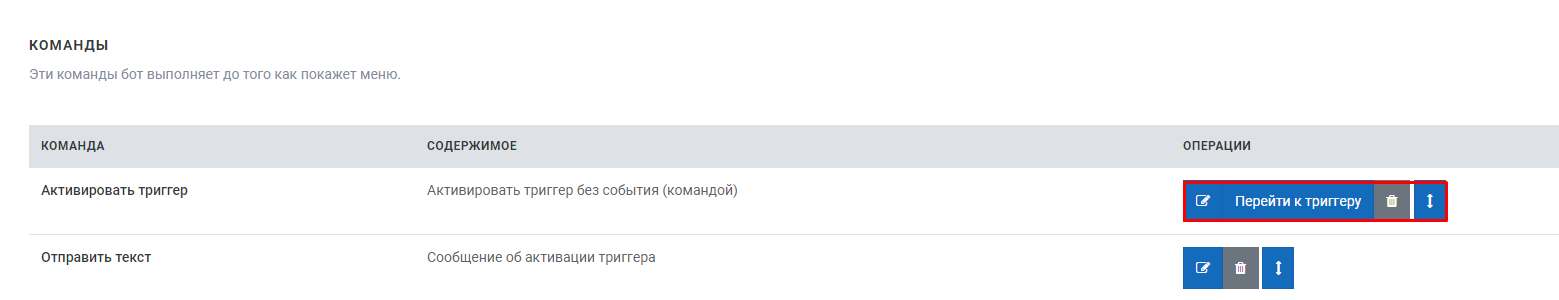 КОМАНДЫ
Эти команды бот выполняет до того как покажет меню.
КОМАНДА СОДЕРЖИМОЕ ОПЕРАЦИИ
Активировать триггер Активировать триггер без события (командой) Перейти к триггеру
Отправить текст Сообщение об активации триггера